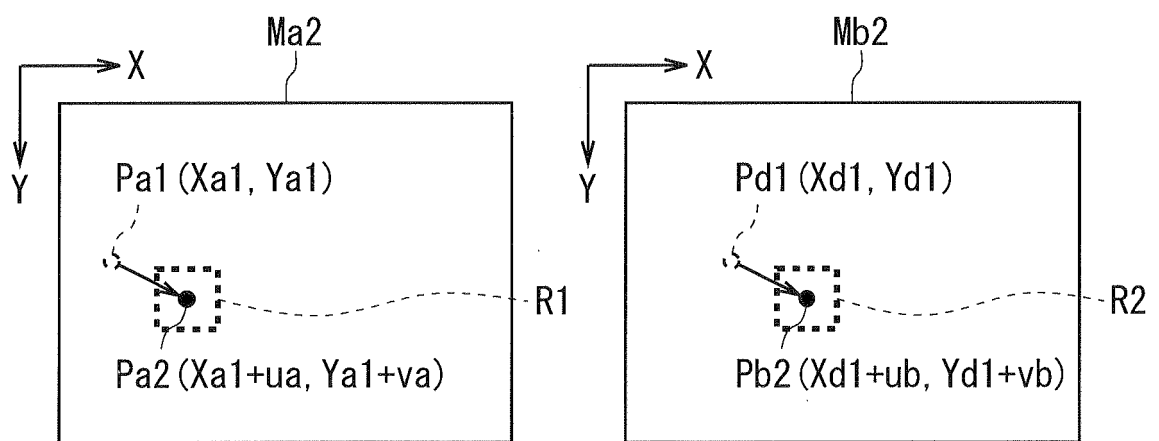 Ma2
X
Y
Pa1(Xa1, Ya1)
R1
Pa2(Xa1+ua, Ya1+va)
Mb2
X
Y
Pd1(Xd1, Yd1)
R2
Pb2(Xd1+ub, Yd1+vb)